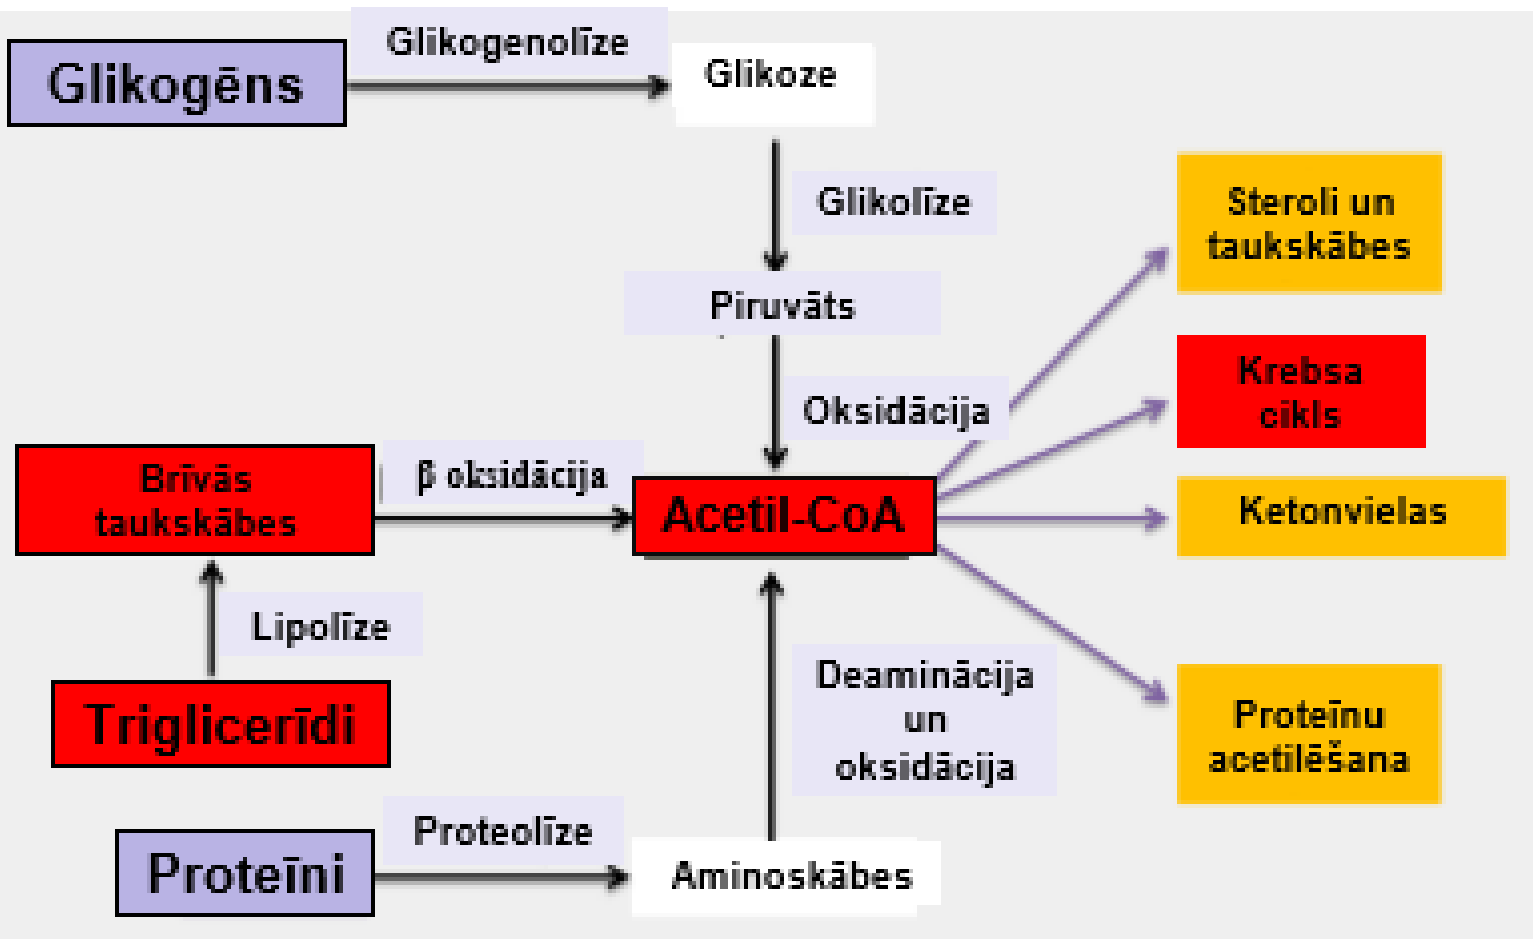 Glikogēns
Glikogenolīze
Glikoze
Glikolīze
Piruvāts
Oksidācija
Brīvās
taukskābes
β oksidācija
Acetil-CoA
Lipolīze
Triglicerīdi
Deaminācija
un
oksidācija
Proteīni
Proteolīze
Aminoskābes
Steroli un
taukskābes
Krebsa
cikls
Ketonvielas
Proteīnu
acetilēšana